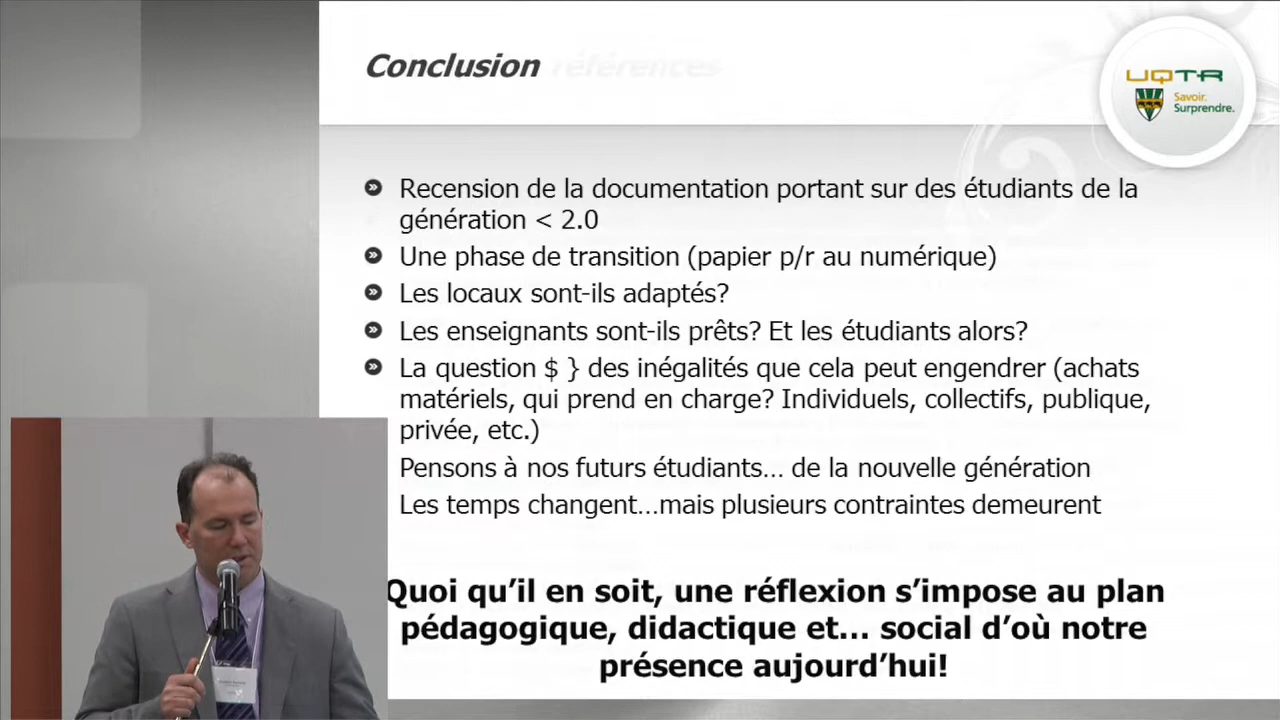 Conclusion références
UQTR
Savoir.
Surprendre.
Recension de la documentation portant sur des étudiants de la
génération < 2.0
Une phase de transition (papier p/r au numérique)
Les locaux sont-ils adaptés?
Les enseignants sont-ils prêts? Et les étudiants alors?
La question $ } des inégalités que cela peut engendrer (achats
matériels, qui prend en charge? Individuels, collectifs, publique,
privée, etc.)
Pensons à nos futurs étudiants… de la nouvelle génération
Les temps changent…mais plusieurs contraintes demeurent
Quoi qu’il en soit, une réflexion s’impose au plan
pédagogique, didactique et… social d’où notre
présence aujourd’hui!